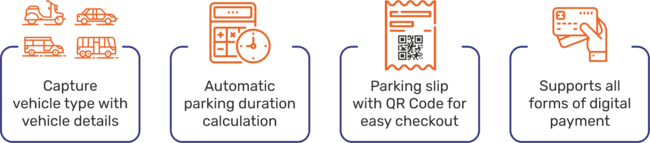 Capture
vehicle type with
vehicle details
Automatic
parking duration
calculation
Parking slip
with QR Code for
easy checkout
Supports all
forms of digital
payment